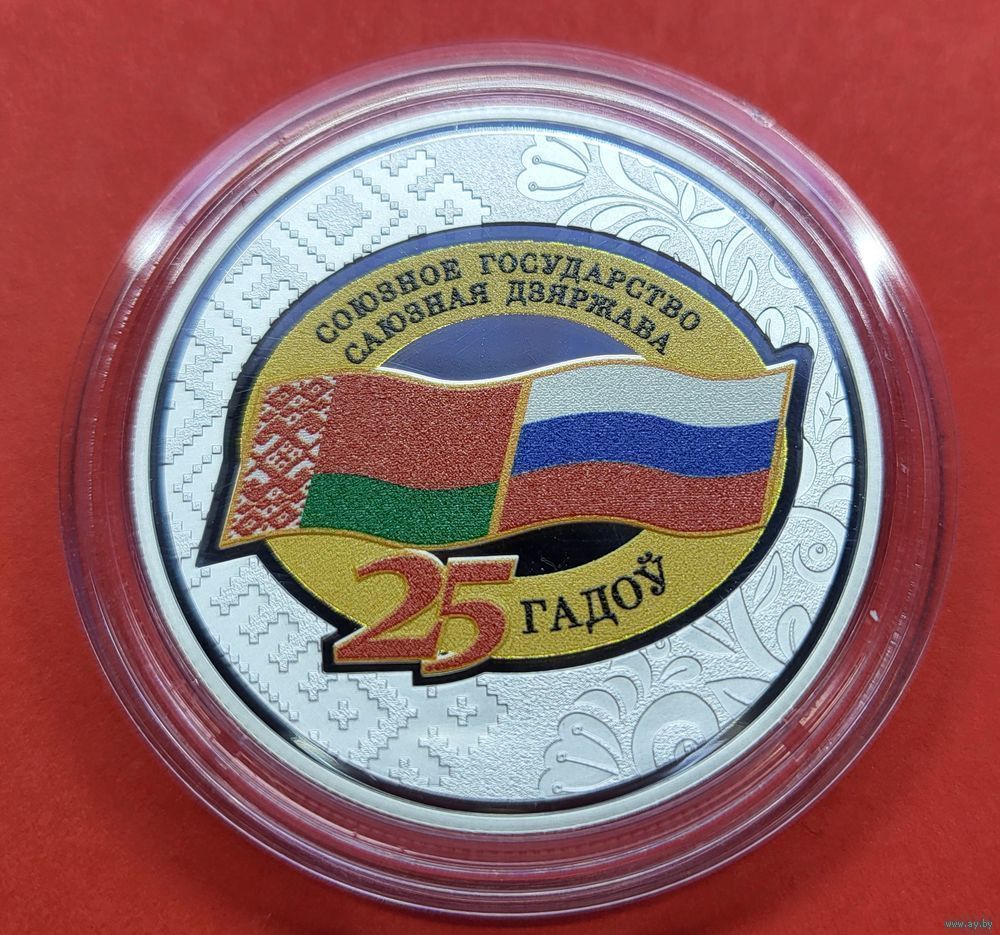 СОЮЗНОЕ ГОСУДАРСТВО
САЮЗНАЯ ДЗЯРЖАВА
25 ГАДОЎ
www.ay.by